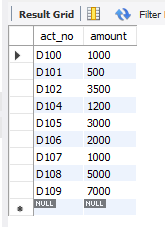 Result Grid Filter
act_no amount
D100 1000
D101 500
D102 3500
D104 1200
D105 3000
D106 2000
D107 1000
D108 5000
D109 7000
NULL NULL